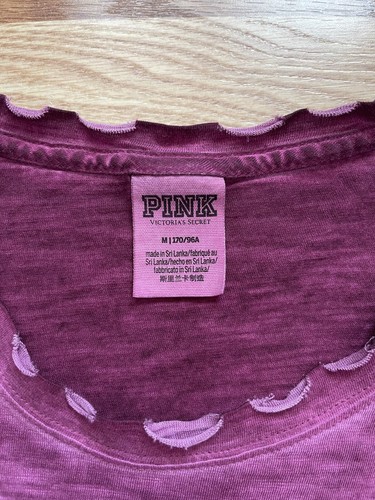 PINK
VICTORIA'S SECRET
M | 170/96A
made in Sri Lanka/fabriqué au
Sri Lanka/hecho en Sri Lanka/
fabbricato in Sri Lanka/
斯里兰卡制造